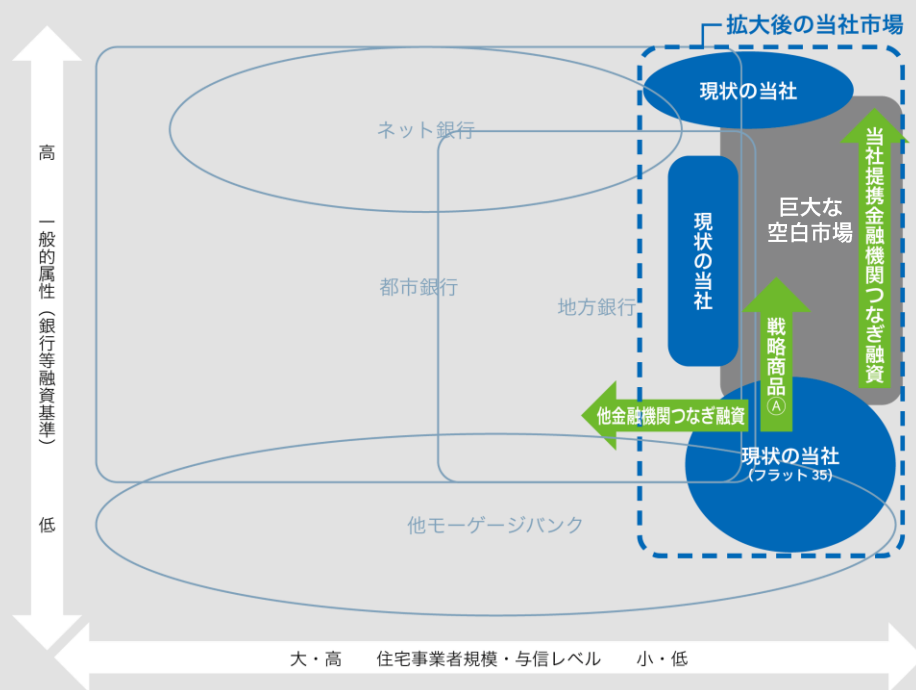 拡大後の当社市場
現状の当社
ネット銀行
高
当社提携金融機関つなぎ融資
巨大な
空白市場
現状の当社
一般的属性（銀行等融資基準）
都市銀行
地方銀行
戦略商品Ⓐ
他金融機関つなぎ融資
現状の当社
（フラット35）
低
他モーゲージバンク
大・高　住宅事業者規模・与信レベル　小・低